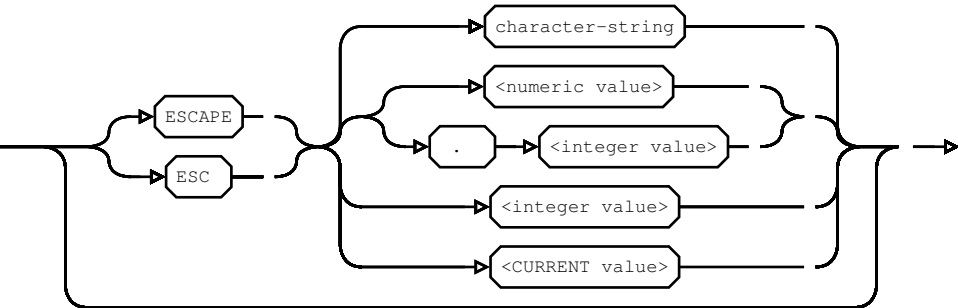 character-string
<numeric value>
ESCAPE
. <integer value>
ESC
<integer value>
<CURRENT value>